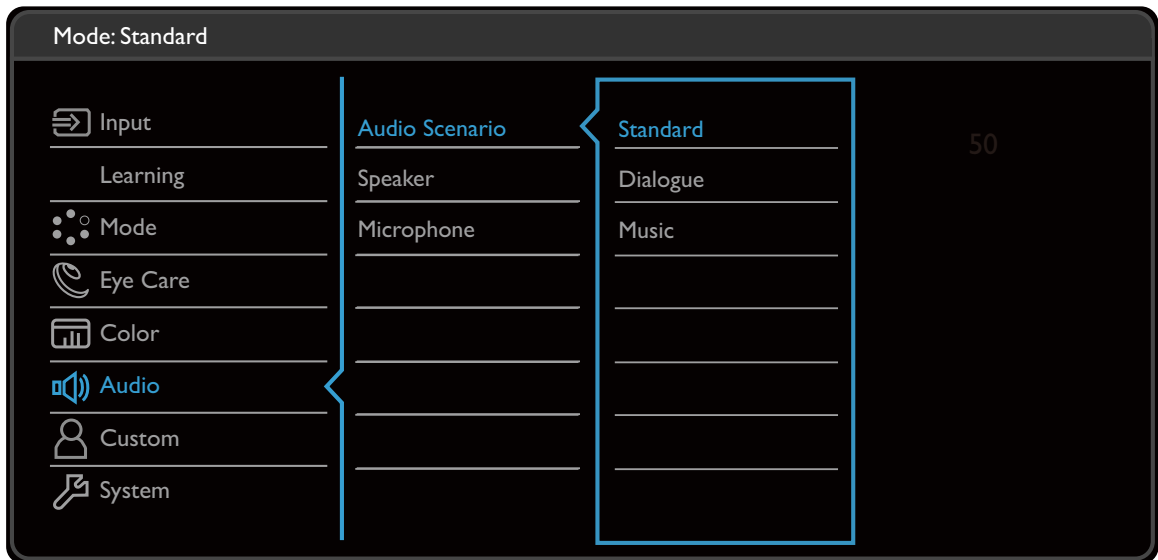 Mode: Standard
Input
Learning
Mode
Eye Care
Color
Audio
Custom
System
Audio Scenario
Speaker
Microphone
Standard
Dialogue
Music
50